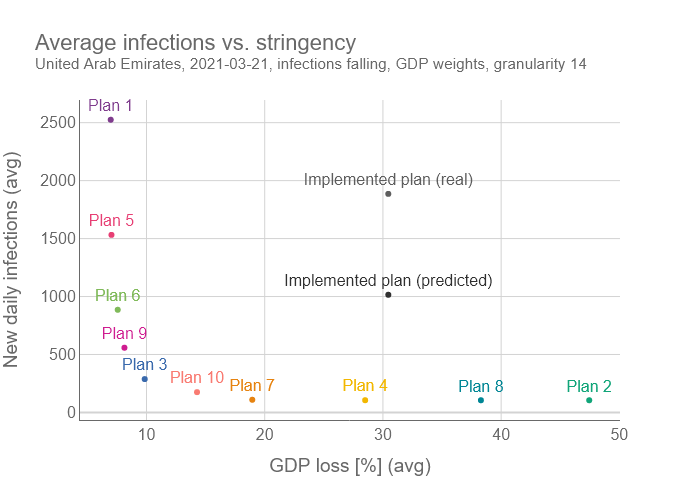 Average infections vs. stringency
United Arab Emirates, 2021-03-21, infections falling, GDP weights, granularity 14
Plan 1
2500
Implemented plan (real)
2000
Plan 5
1500
New daily infections (avg)
Implemented plan (predicted)
Plan 6
1000
Plan 9
500
Plan 3
Plan 10
Plan 7
Plan 4
Plan 8
Plan 2
0
10
20
30
40
50
GDP loss [%] (avg)